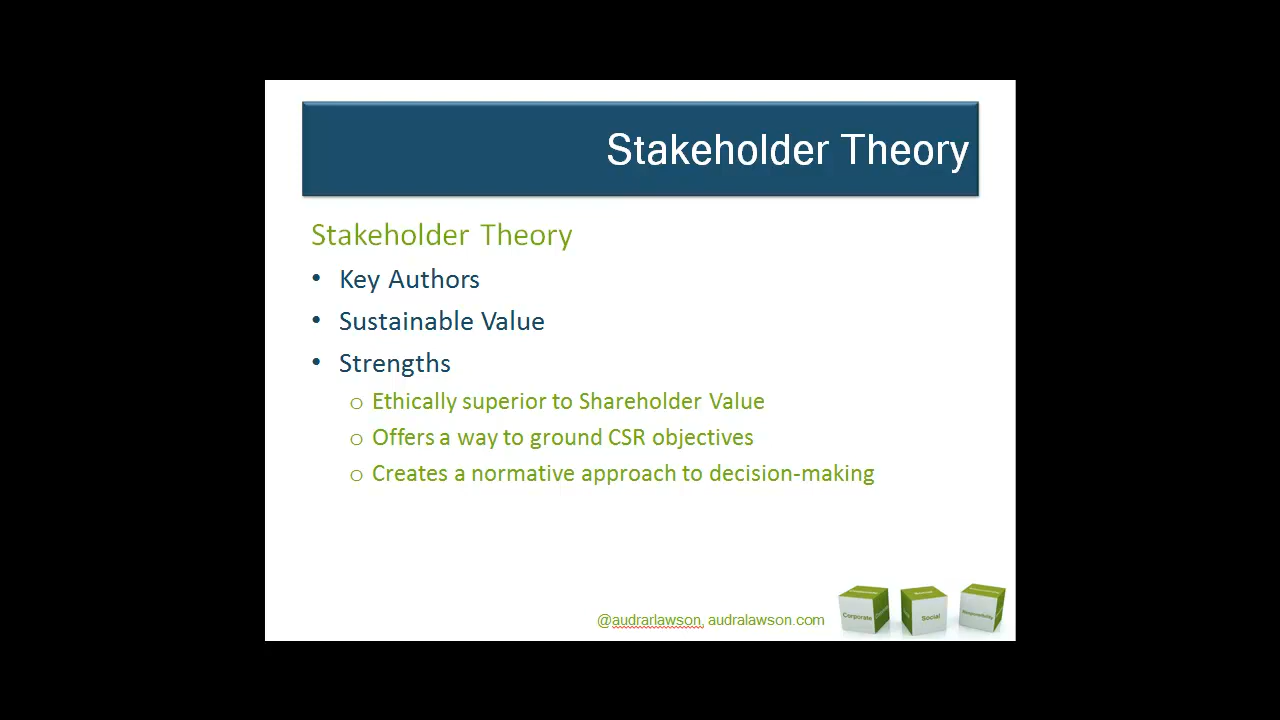 Stakeholder Theory
Stakeholder Theory
• Key Authors
• Sustainable Value
• Strengths
o Ethically superior to Shareholder Value
o Offers a way to ground CSR objectives
o Creates a normative approach to decision-making
@audrarlawson, audralawson.com
Corporate
Social
Responsibility